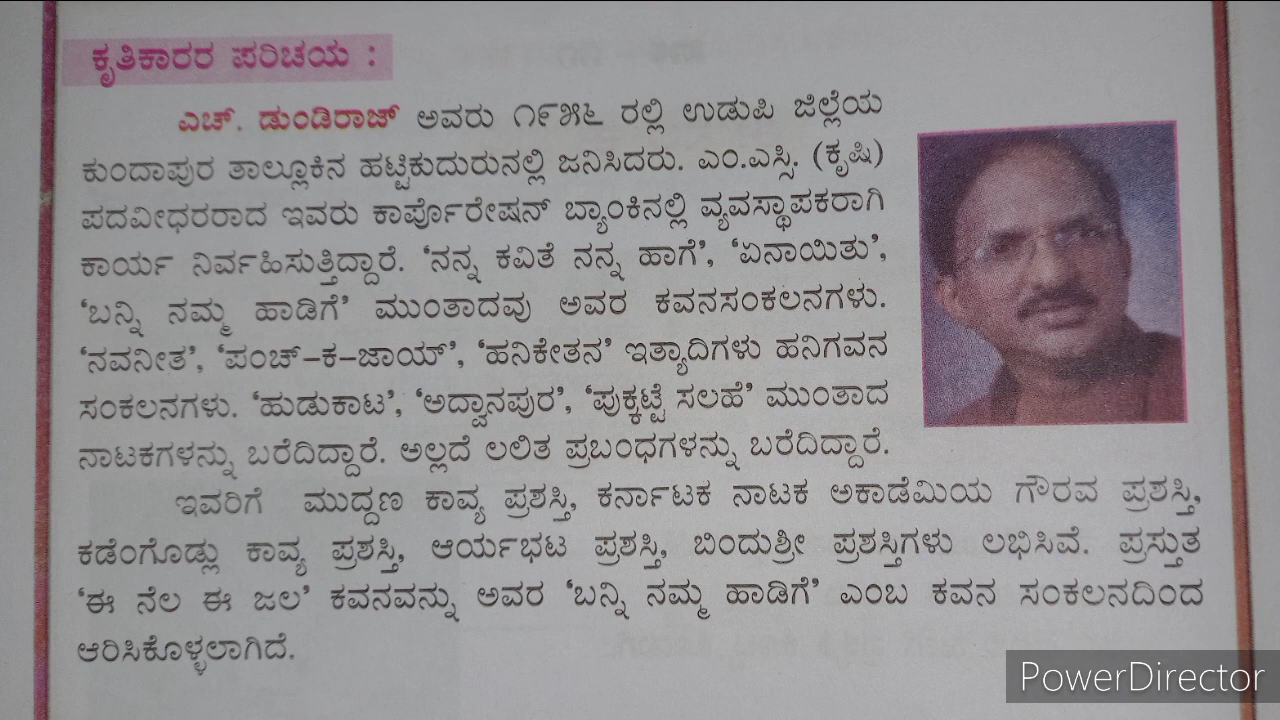 ಕೃತಿಕಾರರ ಪರಿಚಯ :
ಎಚ್. ಡುಂಡಿರಾಜ್ ಅವರು ೧೯೫೬ ರಲ್ಲಿ ಉಡುಪಿ ಜಿಲ್ಲೆಯ
ಕುಂದಾಪುರ ತಾಲ್ಲೂಕಿನ ಹಟ್ಟಿಕುದುರುನಲ್ಲಿ ಜನಿಸಿದರು. ಎಂ.ಎಸ್ಸಿ. (ಕೃಷಿ)
ಪದವೀಧರರಾದ ಇವರು ಕಾರ್ಪೊರೇಷನ್ ಬ್ಯಾಂಕಿನಲ್ಲಿ ವ್ಯವಸ್ಥಾಪಕರಾಗಿ
ಕಾರ್ಯ ನಿರ್ವಹಿಸುತ್ತಿದ್ದಾರೆ. ‘ನನ್ನ ಕವಿತೆ ನನ್ನ ಹಾಗೆ’, ‘ಏನಾಯಿತು’,
‘ಬನ್ನಿ ನಮ್ಮ ಹಾಡಿಗೆ’ ಮುಂತಾದವು ಅವರ ಕವನಸಂಕಲನಗಳು.
‘ನವನೀತ’, ‘ಪಂಚ್-ಕ-ಜಾಯ್’, ‘ಹನಿಕೇತನ’ ಇತ್ಯಾದಿಗಳು ಹನಿಗವನ
ಸಂಕಲನಗಳು. ‘ಹುಡುಕಾಟ’, ‘ಅದ್ವಾನಪುರ’, ‘ಪುಕ್ಕಟ್ಟೆ ಸಲಹೆ’ ಮುಂತಾದ
ನಾಟಕಗಳನ್ನು ಬರೆದಿದ್ದಾರೆ. ಅಲ್ಲದೆ ಲಲಿತ ಪ್ರಬಂಧಗಳನ್ನು ಬರೆದಿದ್ದಾರೆ.
ಇವರಿಗೆ ಮುದ್ದಣ ಕಾವ್ಯ ಪ್ರಶಸ್ತಿ, ಕರ್ನಾಟಕ ನಾಟಕ ಅಕಾಡೆಮಿಯ ಗೌರವ ಪ್ರಶಸ್ತಿ,
ಕಡೆಂಗೊಡ್ಲು ಕಾವ್ಯ ಪ್ರಶಸ್ತಿ, ಆರ್ಯಭಟ ಪ್ರಶಸ್ತಿ, ಬಿಂದುಶ್ರೀ ಪ್ರಶಸ್ತಿಗಳು ಲಭಿಸಿವೆ. ಪ್ರಸ್ತುತ
‘ಈ ನೆಲ ಈ ಜಲ’ ಕವನವನ್ನು ಅವರ ‘ಬನ್ನಿ ನಮ್ಮ ಹಾಡಿಗೆ’ ಎಂಬ ಕವನ ಸಂಕಲನದಿಂದ
ಆರಿಸಿಕೊಳ್ಳಲಾಗಿದೆ.
PowerDirector